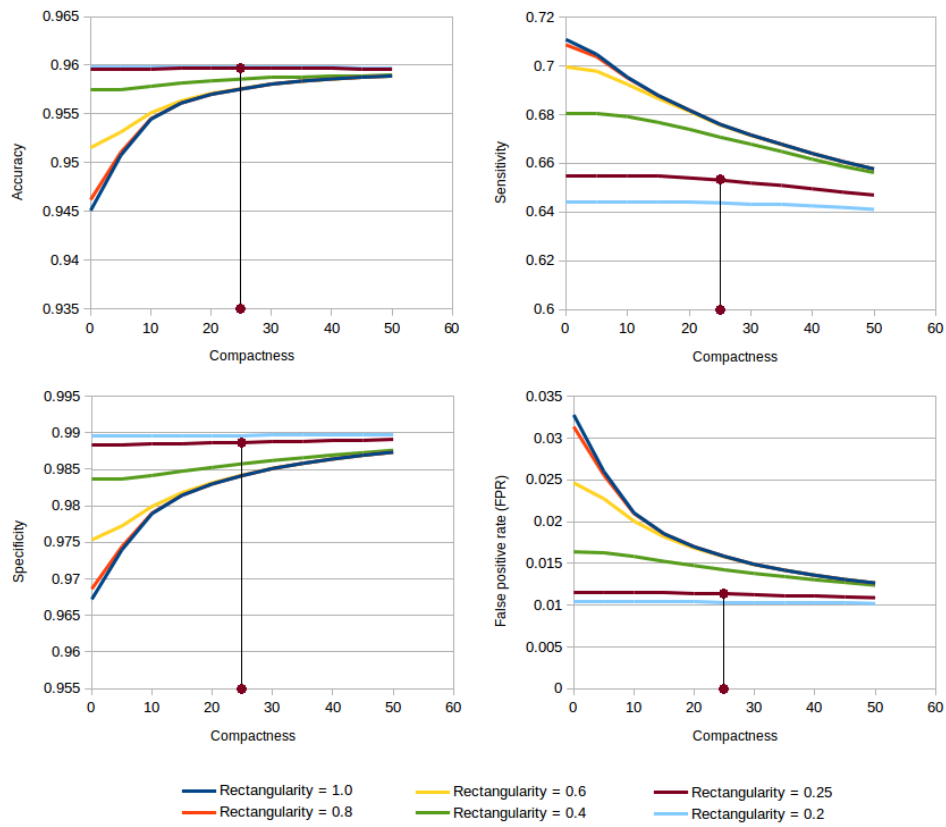 0.965
0.96
0.955
0.95
0.945
0.94
0.935
Accuracy
0 10 20 30 40 50 60
Compactness
0.72
0.7
0.68
0.66
0.64
0.62
0.6
Sensitivity
0 10 20 30 40 50 60
Compactness
0.995
0.99
0.985
0.98
0.975
0.97
0.965
0.96
0.955
Specificity
0 10 20 30 40 50 60
Compactness
0.035
0.03
0.025
0.02
0.015
0.01
0.005
0
False positive rate (FPR)
0 10 20 30 40 50 60
Compactness
Rectangularity = 1.0 Rectangularity = 0.6 Rectangularity = 0.25
Rectangularity = 0.8 Rectangularity = 0.4 Rectangularity = 0.2